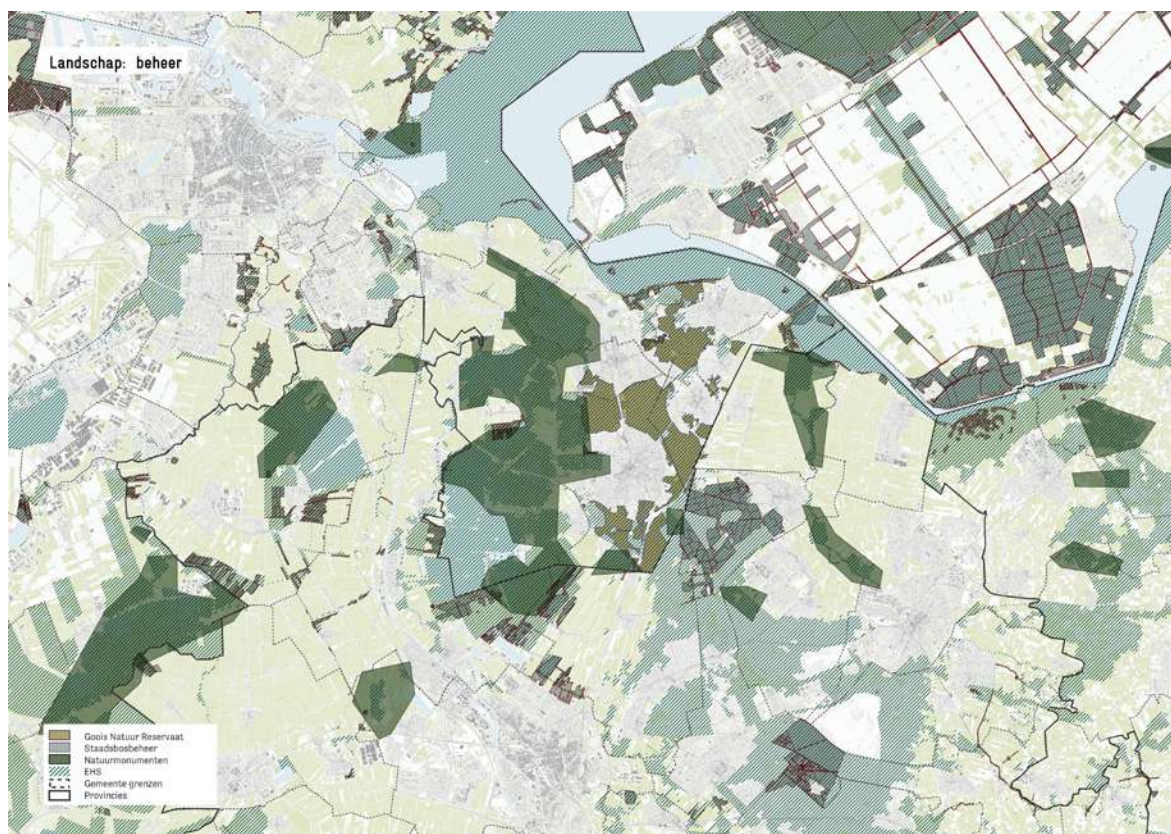 Landschap: beheer
Goois Natuur Reservaat
Staadsbosbeheer
Natuurmonumenten
EHS
Gemeente grenzen
Provincies